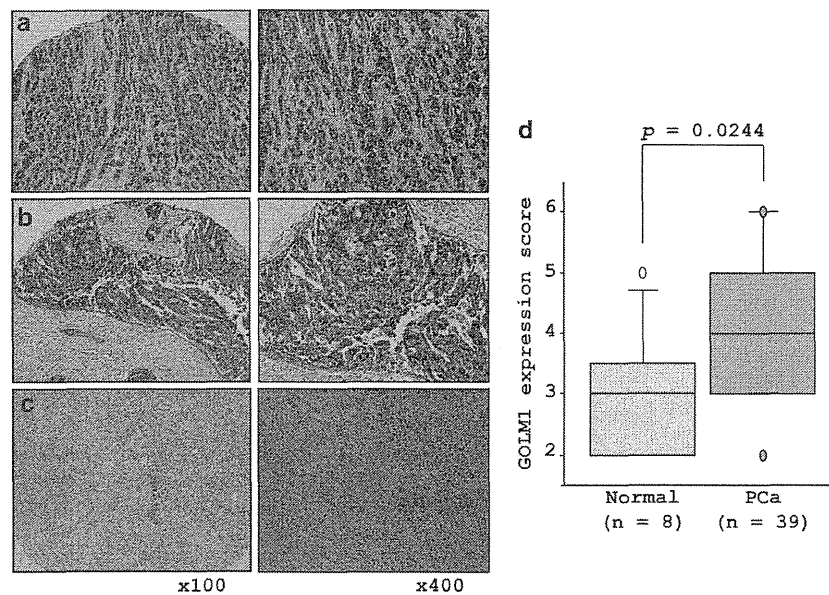 a
b
c
x100
x400
d
p = 0.0244
GOLM1 expression score
6
5
4
3
2
Normal
(n = 8)
PCa
(n = 39)